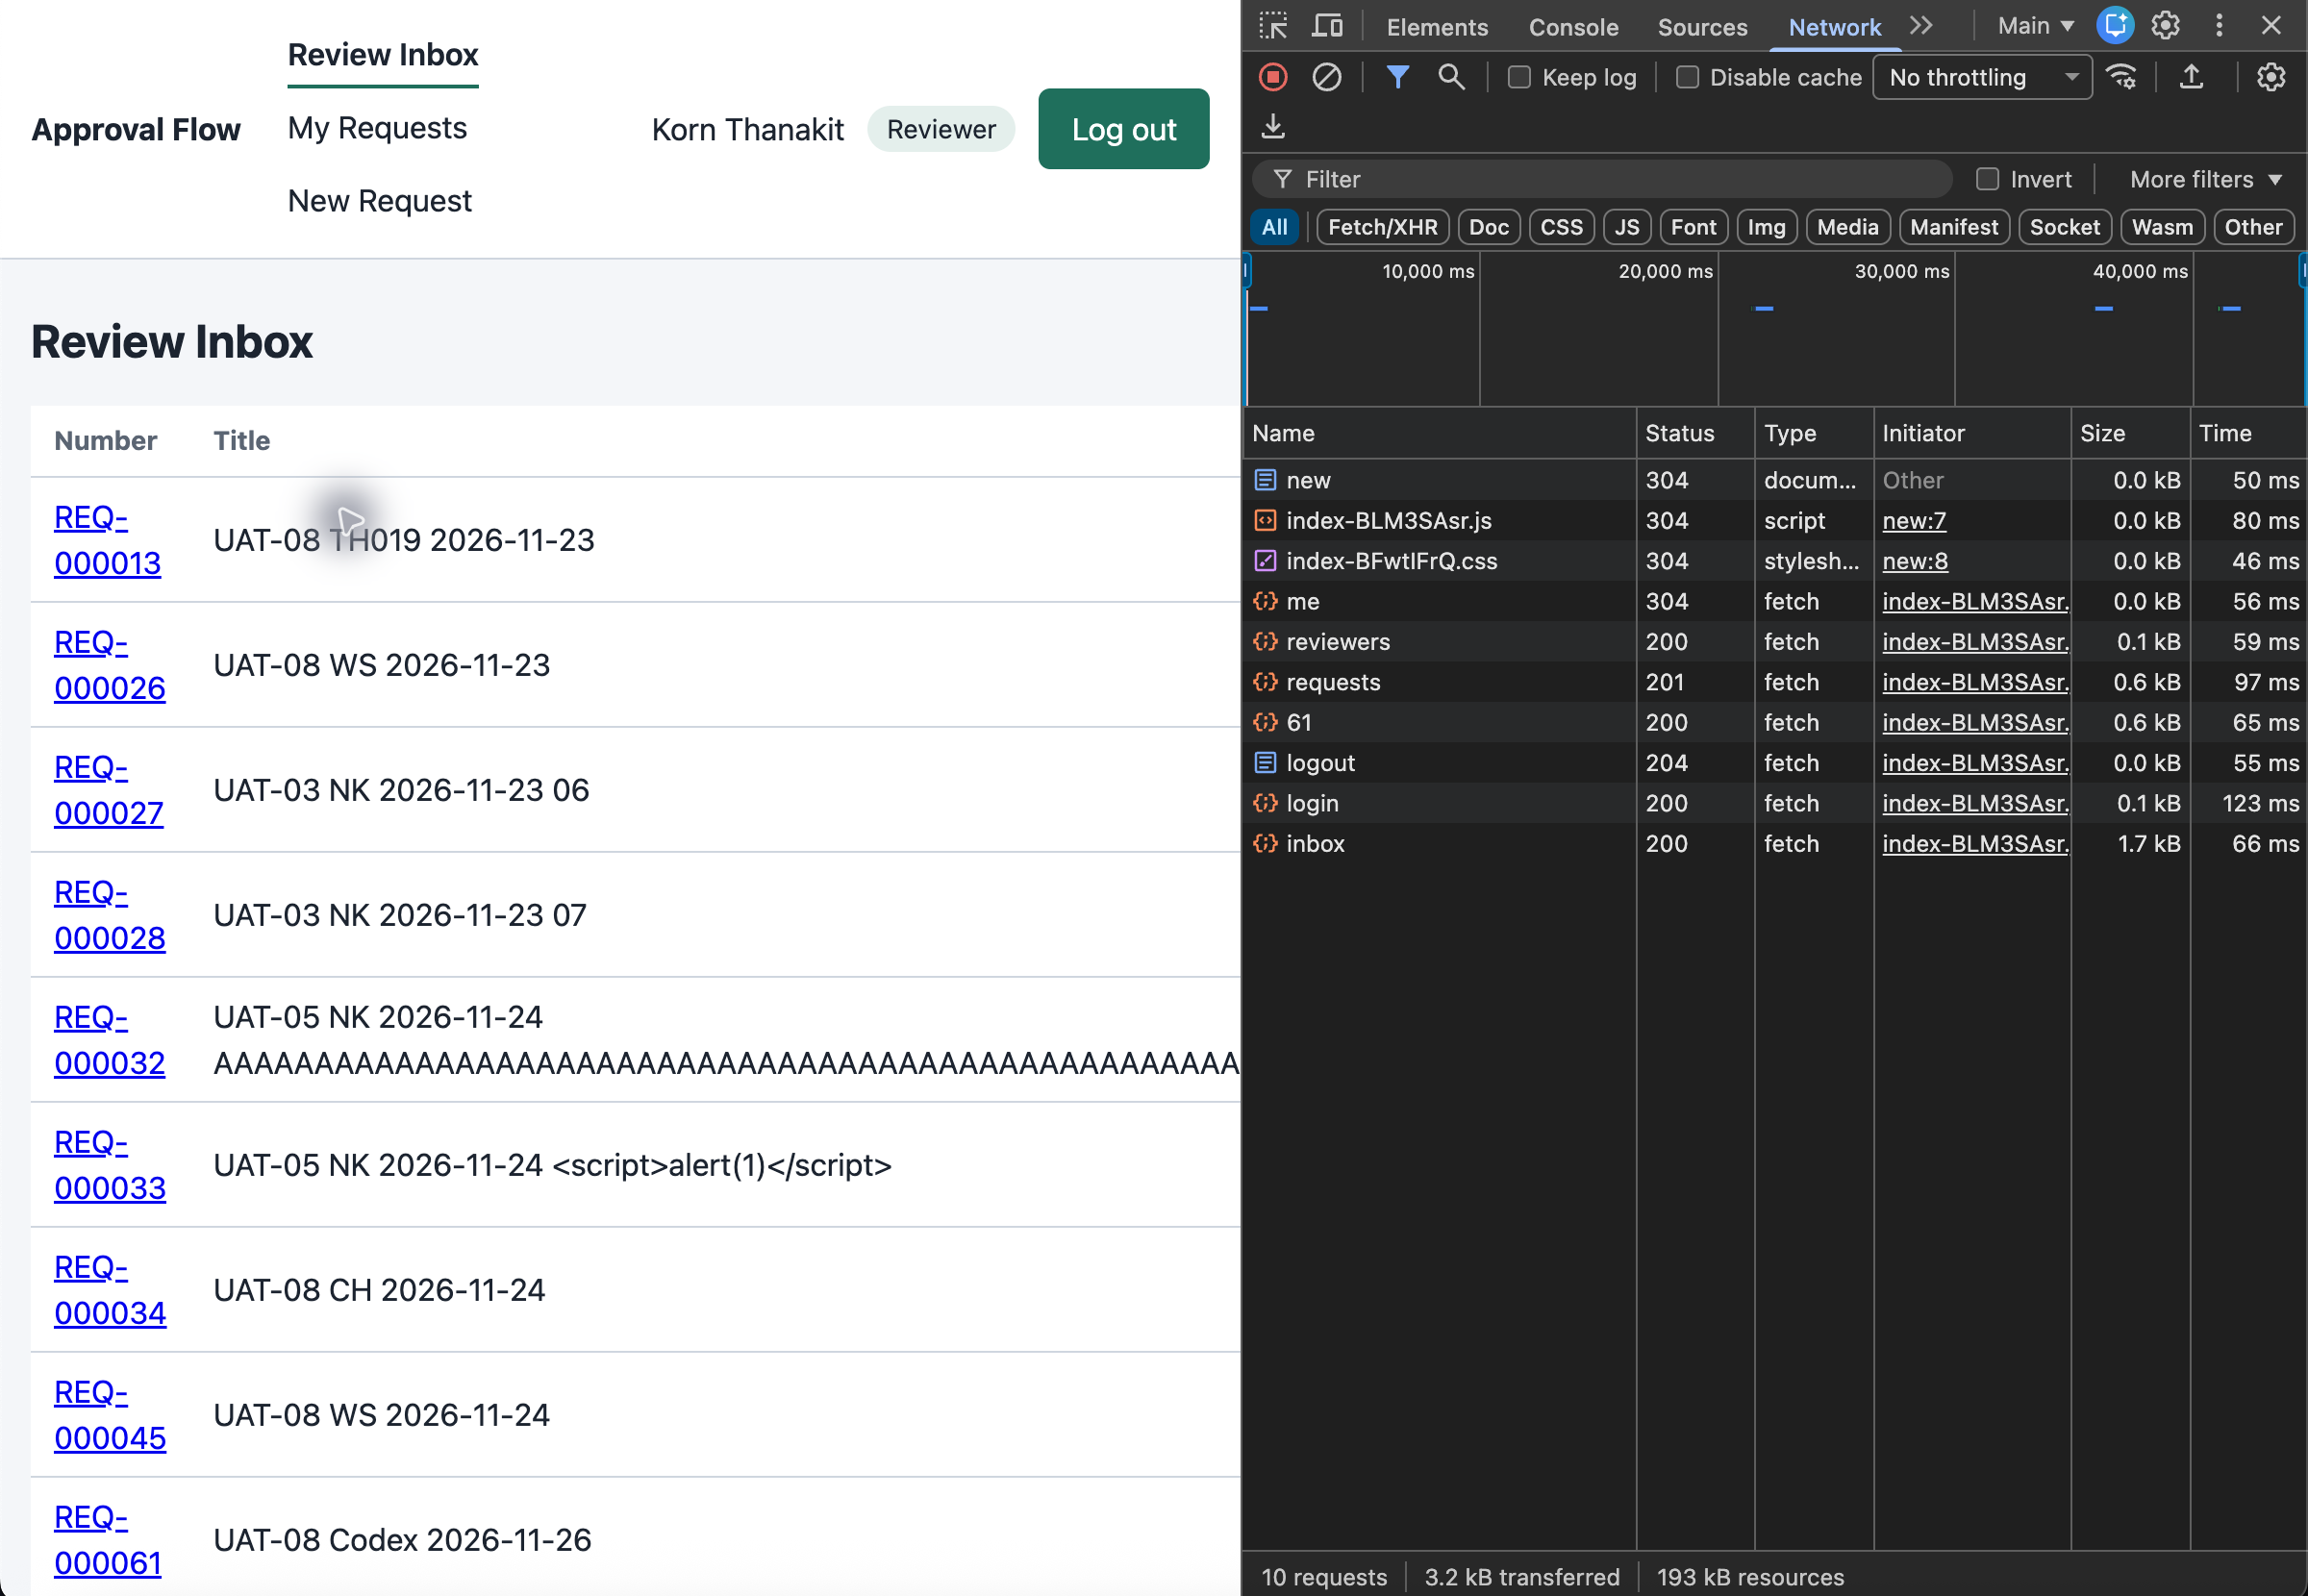 Review Inbox
Approval Flow
My Requests
New Request
Korn Thanakit
Reviewer
Log out
Review Inbox
Number Title
REQ-
000013
UAT-08 TH019 2026-11-23
REQ-
000026
UAT-08 WS 2026-11-23
REQ-
000027
UAT-03 NK 2026-11-23 06
REQ-
000028
UAT-03 NK 2026-11-23 07
REQ-
000032
UAT-05 NK 2026-11-24
AAAAAAAAAAAAAAAAAAAAAAAAAAAAAAAAAAAAAAAAAAAAAAAAAAA
REQ-
000033
UAT-05 NK 2026-11-24 <script>alert(1)</script>
REQ-
000034
UAT-08 CH 2026-11-24
REQ-
000045
UAT-08 WS 2026-11-24
REQ-
000061
UAT-08 Codex 2026-11-26
Elements Console Sources Network Main
Keep log Disable cache No throttling
Filter Invert More filters
All Fetch/XHR Doc CSS JS Font Img Media Manifest Socket Wasm Other
10,000 ms 20,000 ms 30,000 ms 40,000 ms
Name Status Type Initiator Size Time
new 304 docum... Other 0.0 kB 50 ms
index-BLM3SAsr.js 304 script new:7 0.0 kB 80 ms
index-BFwtIFrQ.css 304 stylesh... new:8 0.0 kB 46 ms
me 304 fetch index-BLM3SAsr. 0.0 kB 56 ms
reviewers 200 fetch index-BLM3SAsr. 0.1 kB 59 ms
requests 201 fetch index-BLM3SAsr. 0.6 kB 97 ms
61 200 fetch index-BLM3SAsr. 0.6 kB 65 ms
logout 204 fetch index-BLM3SAsr. 0.0 kB 55 ms
login 200 fetch index-BLM3SAsr. 0.1 kB 123 ms
inbox 200 fetch index-BLM3SAsr. 1.7 kB 66 ms
10 requests 3.2 kB transferred 193 kB resources